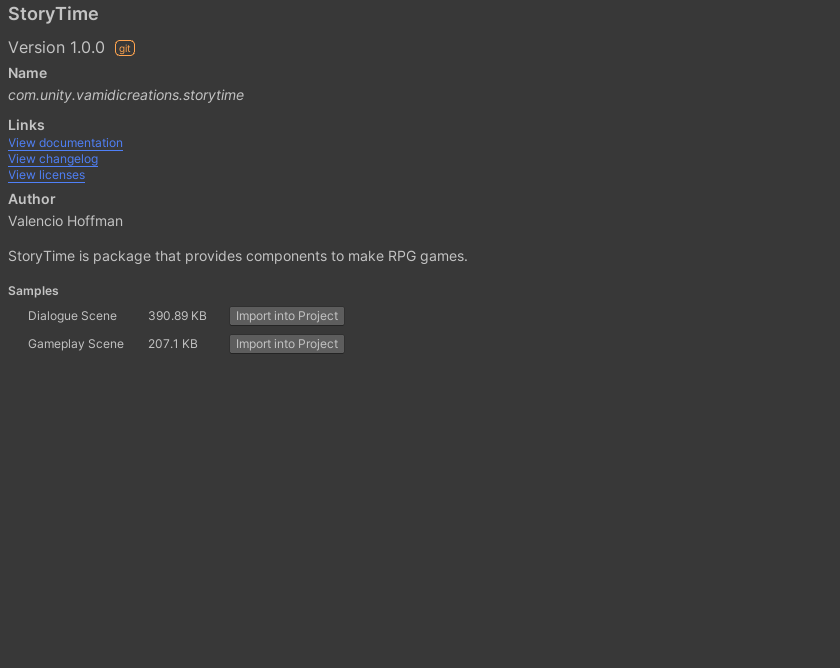 StoryTime
Version 1.0.0 git
Name
com.unity.vamidicreations.storytime
Links
View documentation
View changelog
View licenses
Author
Valencio Hoffman
StoryTime is package that provides components to make RPG games.
Samples
Dialogue Scene 390.89 KB Import into Project
Gameplay Scene 207.1 KB Import into Project